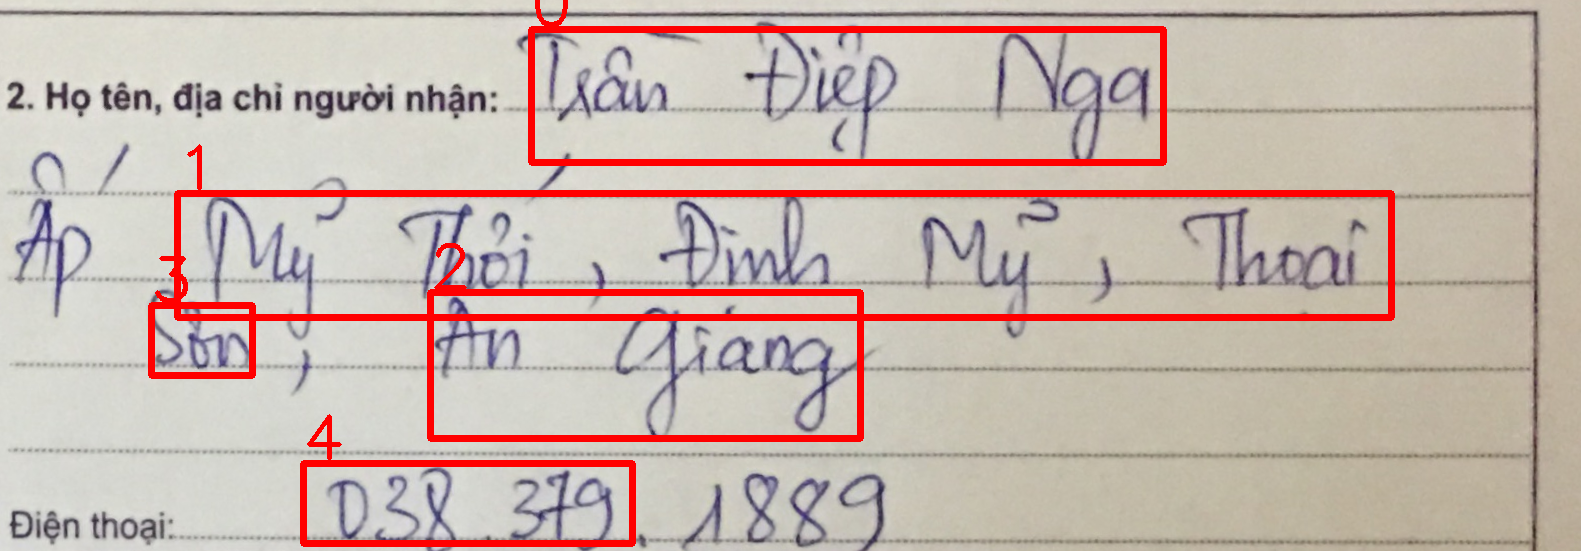 2. Họ tên, địa chỉ người nhận: Trần Điệp Nga
Ấp Mỹ Thới, Định Mỹ, Thoại
Sơn, An Giang
Điện thoại: 038.379.1889
0
1
2
3
4